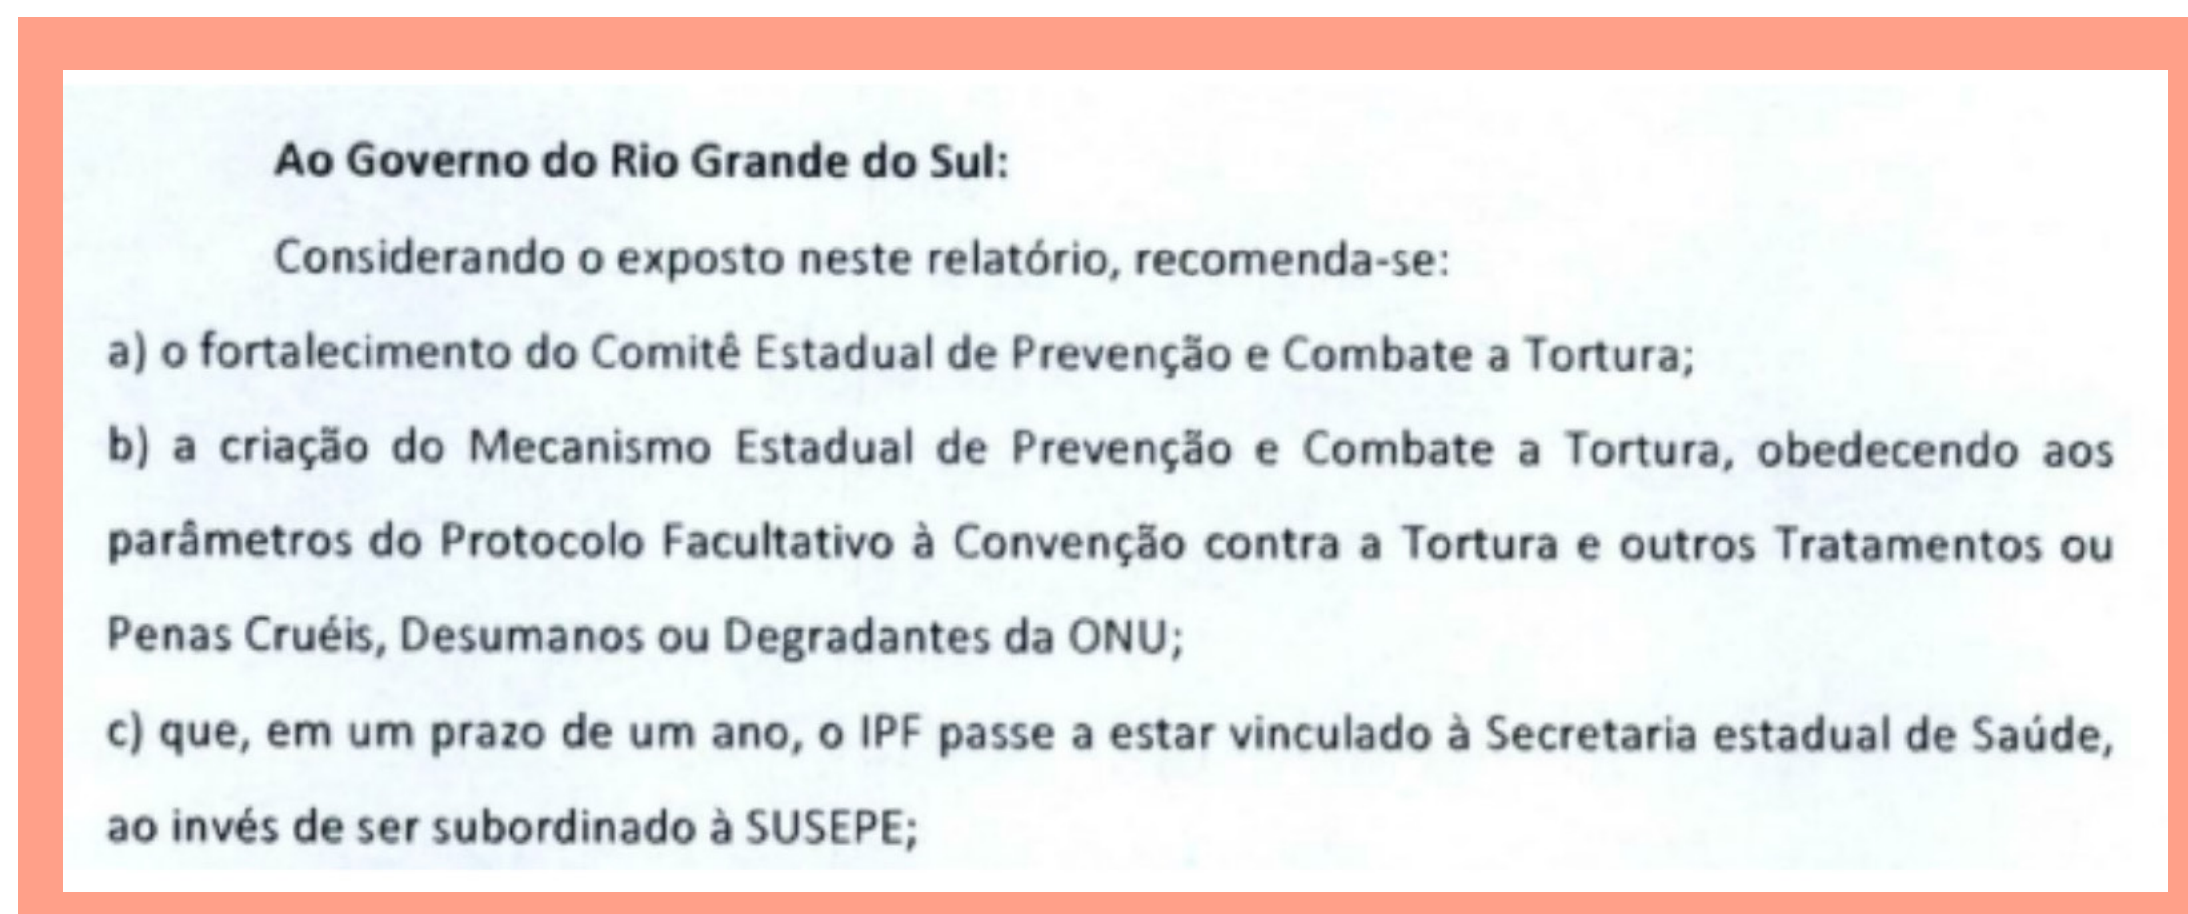 Ao Governo do Rio Grande do Sul:
Considerando o exposto neste relatório, recomenda-se:
a) o fortalecimento do Comitê Estadual de Prevenção e Combate a Tortura;
b) a criação do Mecanismo Estadual de Prevenção e Combate a Tortura, obedecendo aos
parâmetros do Protocolo Facultativo à Convenção contra a Tortura e outros Tratamentos ou
Penas Cruéis, Desumanos ou Degradantes da ONU;
c) que, em um prazo de um ano, o IPF passe a estar vinculado à Secretaria estadual de Saúde,
ao invés de ser subordinado à SUSEPE;